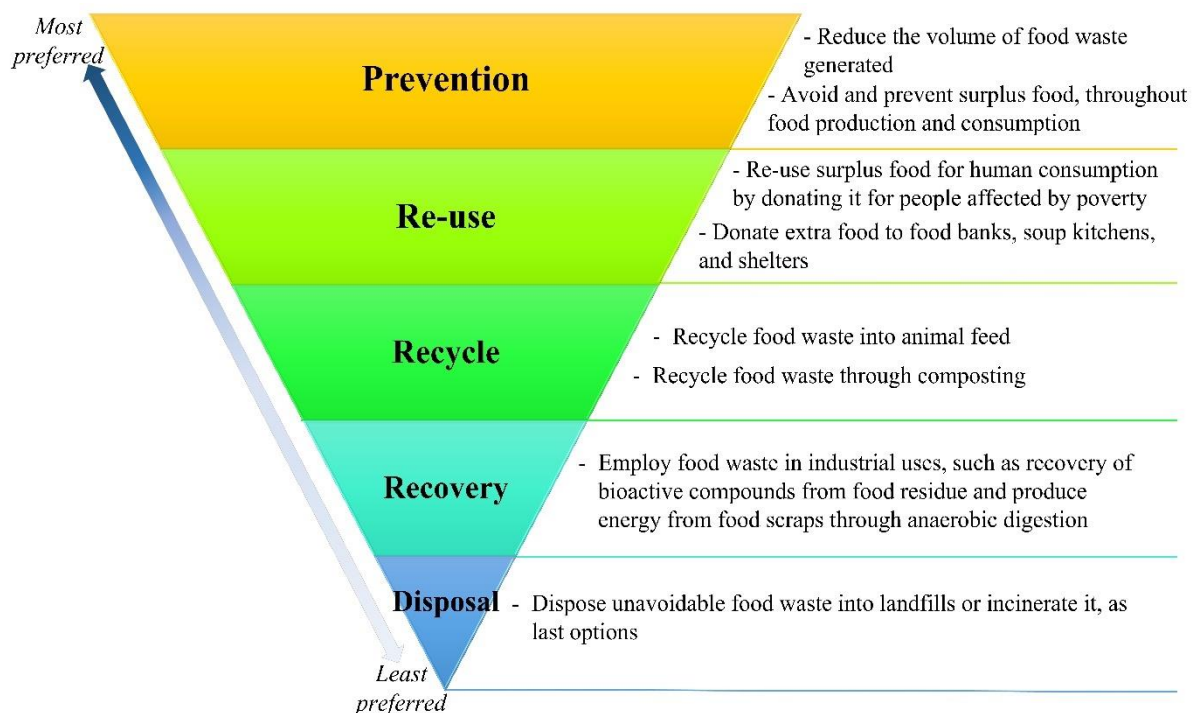 Most
preferred
Prevention
- Reduce the volume of food waste
generated
- Avoid and prevent surplus food, throughout
food production and consumption
Re-use
- Re-use surplus food for human consumption
by donating it for people affected by poverty
- Donate extra food to food banks, soup kitchens,
and shelters
Recycle
- Recycle food waste into animal feed
- Recycle food waste through composting
Recovery
- Employ food waste in industrial uses, such as recovery of
bioactive compounds from food residue and produce
energy from food scraps through anaerobic digestion
Disposal
- Dispose unavoidable food waste into landfills or incinerate it, as
last options
Least
preferred